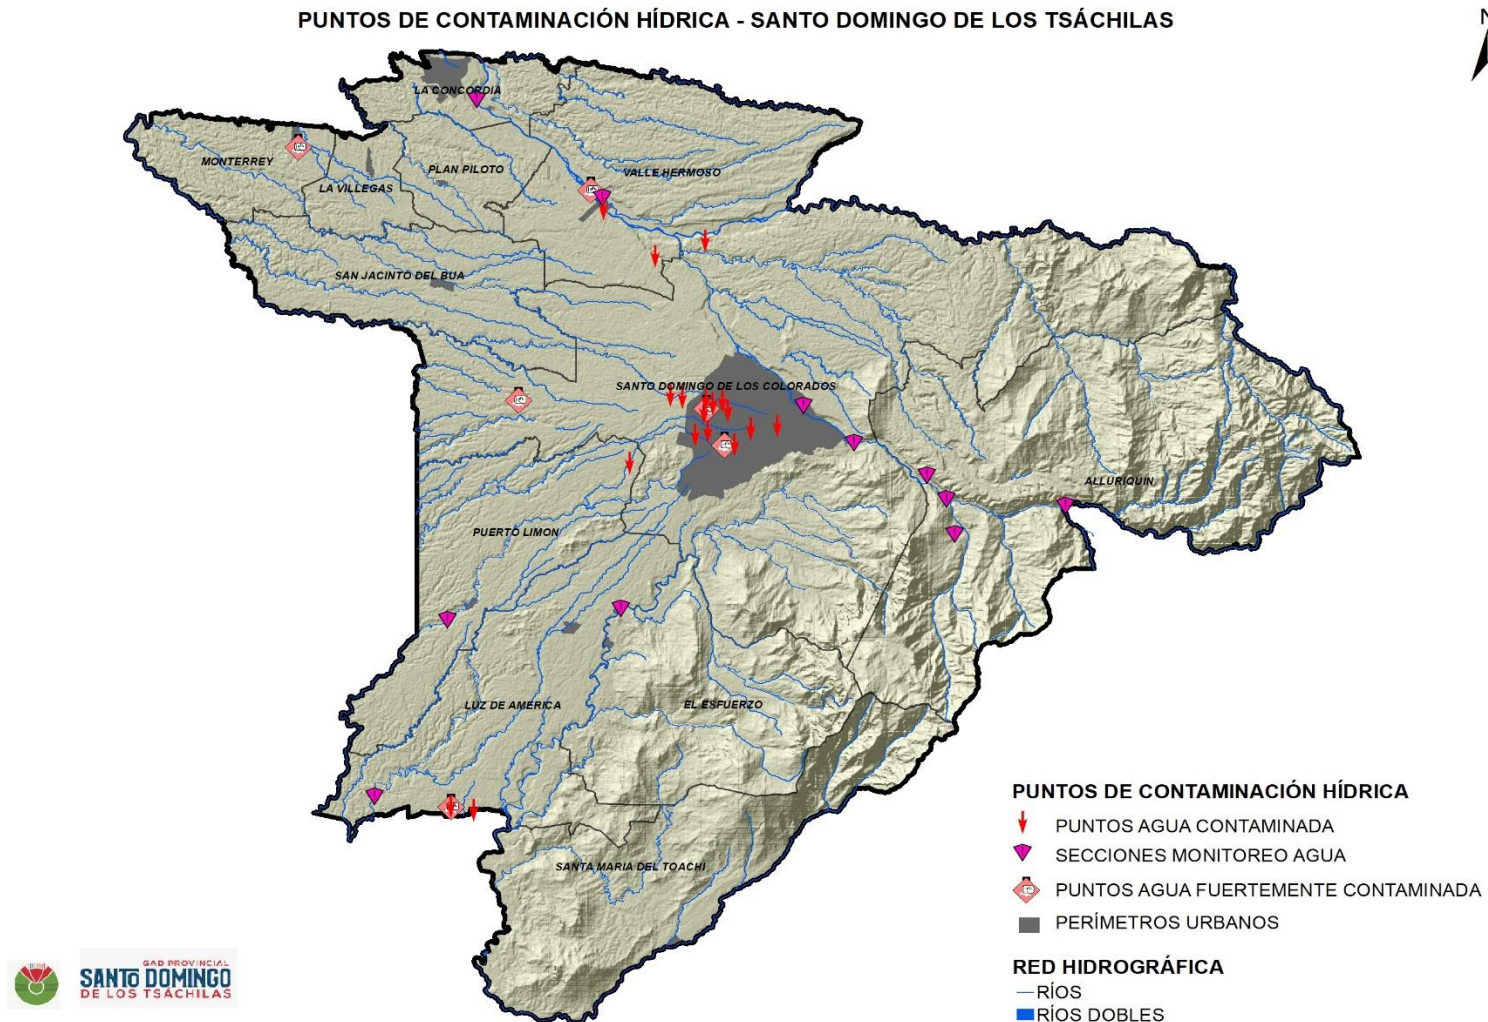 PUNTOS DE CONTAMINACIÓN HÍDRICA - SANTO DOMINGO DE LOS TSÁCHILAS
N
LA CONCORDIA
MONTERREY
LA VILLEGAS
PLAN PILOTO
VALLE HERMOSO
SAN JACINTO DEL BUA
SANTO DOMINGO DE LOS COLORADOS
ALLURIQUIN
PUERTO LIMON
LUZ DE AMERICA
EL ESFUERZO
SANTA MARIA DEL TOACHI
PUNTOS DE CONTAMINACIÓN HÍDRICA
PUNTOS AGUA CONTAMINADA
SECCIONES MONITOREO AGUA
PUNTOS AGUA FUERTEMENTE CONTAMINADA
PERÍMETROS URBANOS
RED HIDROGRÁFICA
RÍOS
RÍOS DOBLES
GAD PROVINCIAL
SANTO DOMINGO
DE LOS TSÁCHILAS